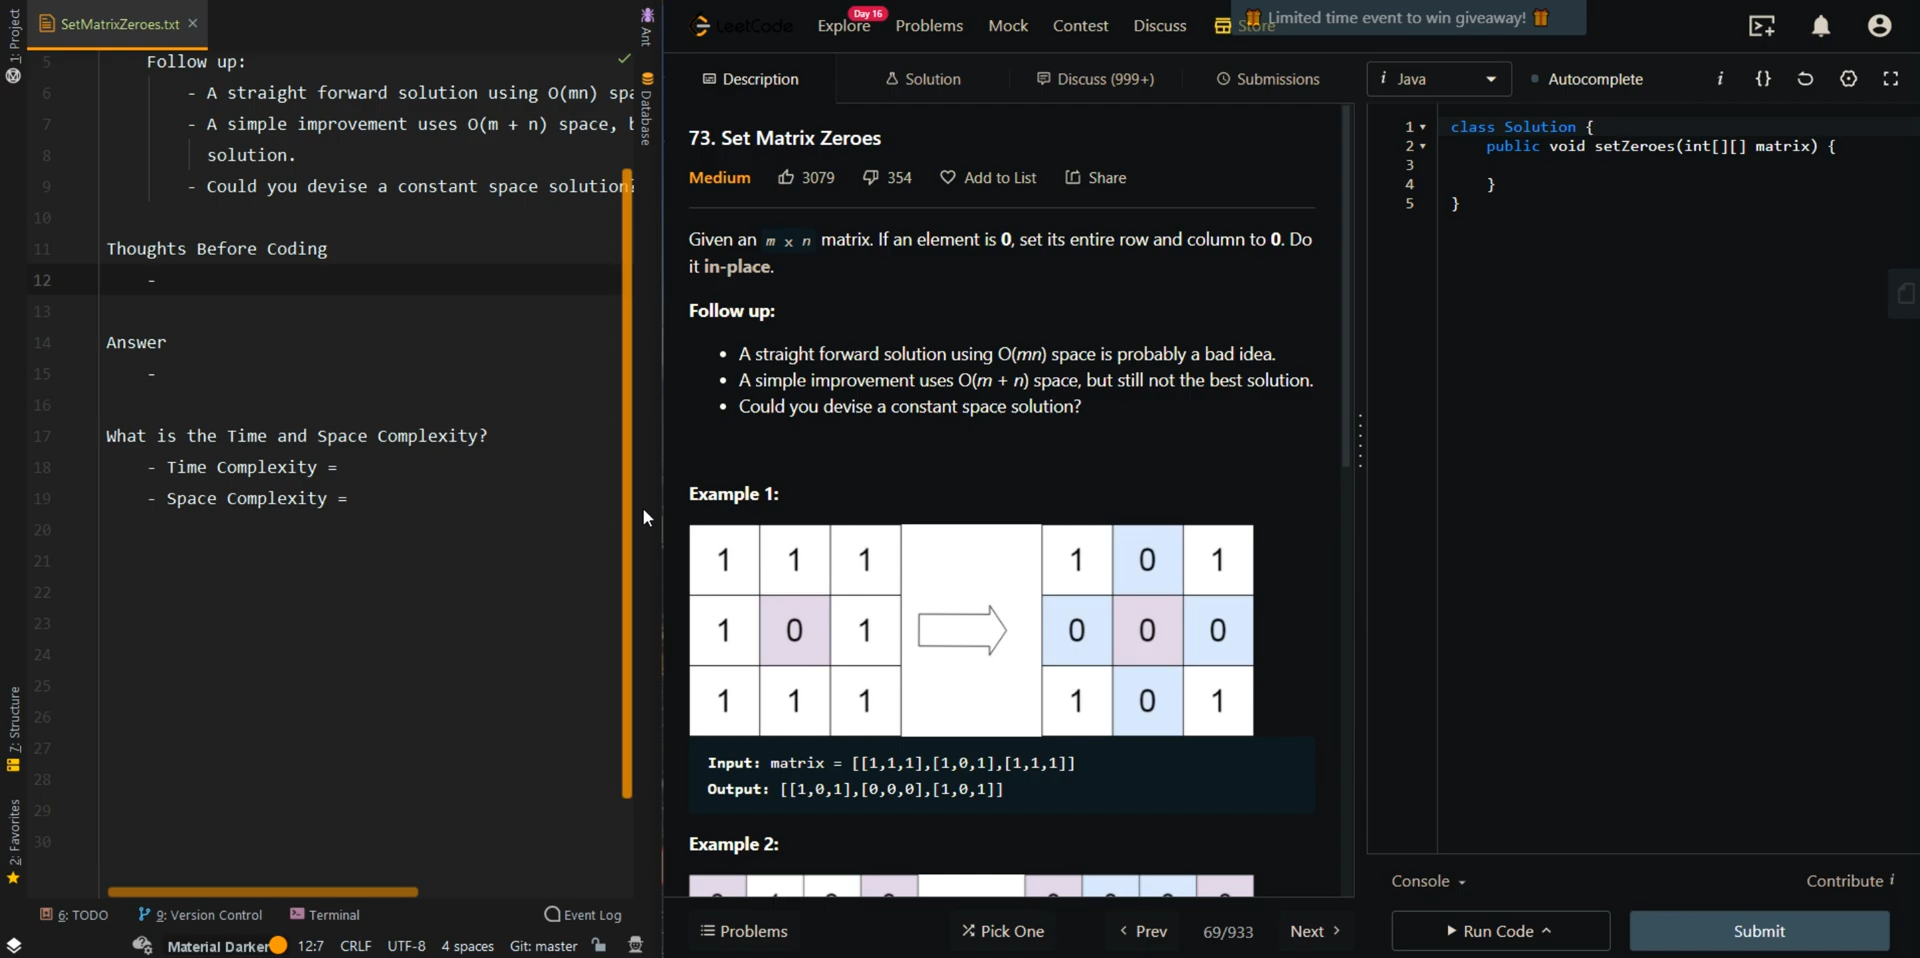 SetMatrixZeroes.txt
1: Project
7: Structure
2: Favorites
5 Follow up:
6 - A straight forward solution using O(mn) spa
7 - A simple improvement uses O(m + n) space, b
8 solution.
9 - Could you devise a constant space solution?
10
11 Thoughts Before Coding
12 -
13
14 Answer
15 -
16
17 What is the Time and Space Complexity?
18 - Time Complexity =
19 - Space Complexity =
20
21
22
23
24
25
26
27
28
29
30
Ant
Database
6: TODO 9: Version Control Terminal Event Log
Material Darker 12:7 CRLF UTF-8 4 spaces Git: master
LeetCode Explore Day 16 Problems Mock Contest Discuss Store
Limited time event to win giveaway!
Description Solution Discuss (999+) Submissions
73. Set Matrix Zeroes
Medium 3079 354 Add to List Share
Given an m x n matrix. If an element is 0, set its entire row and column to 0. Do
it in-place.
Follow up:
• A straight forward solution using O(mn) space is probably a bad idea.
• A simple improvement uses O(m + n) space, but still not the best solution.
• Could you devise a constant space solution?
Example 1:
1 1 1 1 0 1
1 0 1 0 0 0
1 1 1 1 0 1
Input: matrix = [[1,1,1],[1,0,1],[1,1,1]]
Output: [[1,0,1],[0,0,0],[1,0,1]]
Example 2:
Problems Pick One < Prev 69/933 Next >
i Java Autocomplete i {}
1 class Solution {
2 public void setZeroes(int[][] matrix) {
3
4 }
5 }
Console Contribute i
Run Code Submit